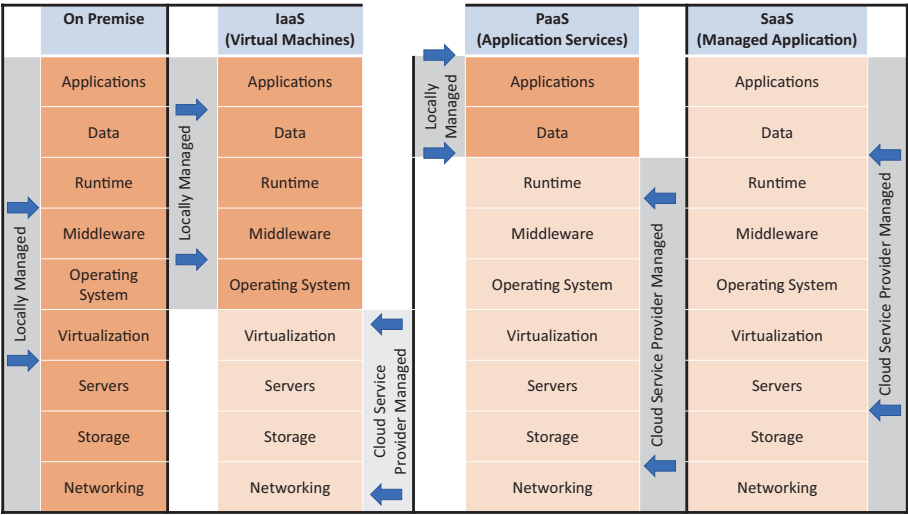 On Premise
IaaS
(Virtual Machines)
PaaS
(Application Services)
SaaS
(Managed Application)
Locally Managed
Applications
Data
Runtime
Middleware
Operating
System
Virtualization
Servers
Storage
Networking
Locally Managed
Applications
Data
Runtime
Middleware
Operating System
Virtualization
Servers
Storage
Networking
Cloud Service
Provider Managed
Locally
Managed
Applications
Data
Runtime
Middleware
Operating System
Virtualization
Servers
Storage
Networking
Cloud Service Provider Managed
Applications
Data
Runtime
Middleware
Operating System
Virtualization
Servers
Storage
Networking
Cloud Service Provider Managed